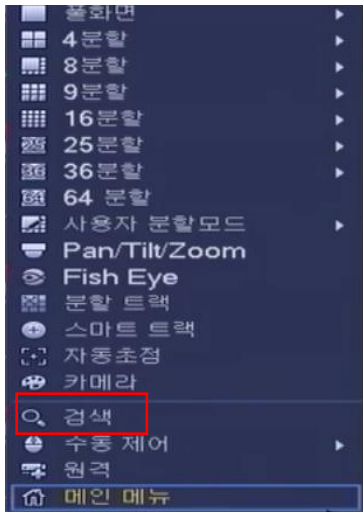 풀화면
4분할
8분할
9분할
16분할
25분할
36분할
64 분할
사용자 분할모드
Pan/Tilt/Zoom
Fish Eye
분할 트랙
스마트 트랙
자동초점
카메라
검색
수동 제어
원격
메인 메뉴